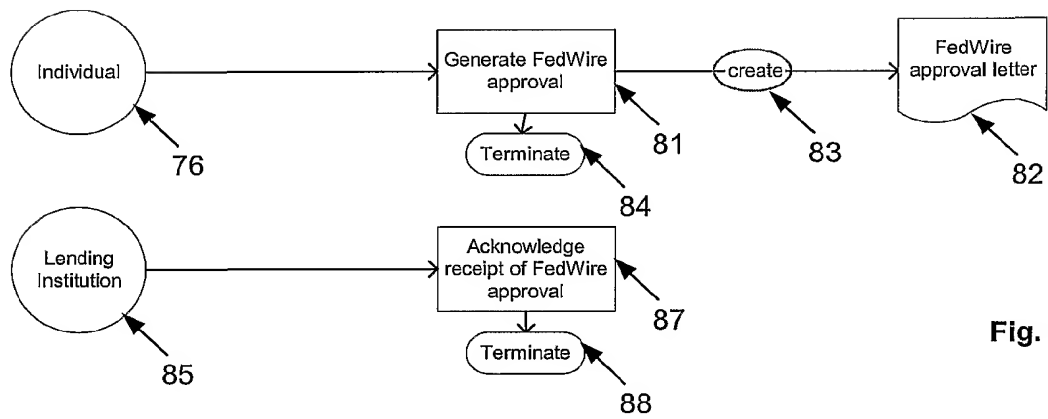 Individual
Generate FedWire
approval
create
FedWire
approval letter
76
Terminate
81
83
82
84
Lending
Institution
Acknowledge
receipt of FedWire
approval
87
Fig.
85
Terminate
88